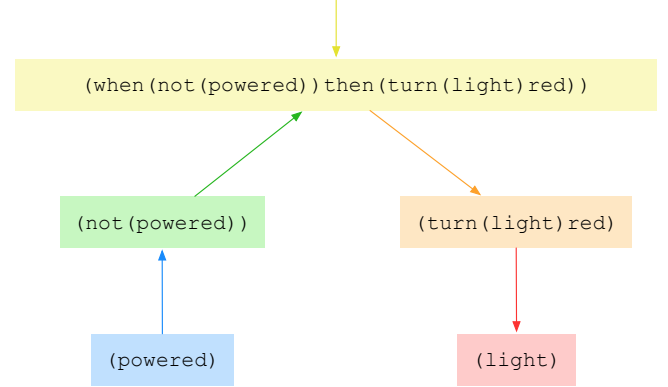 (when(not(powered))then(turn(light)red))
(not(powered))
(turn(light)red)
(powered)
(light)